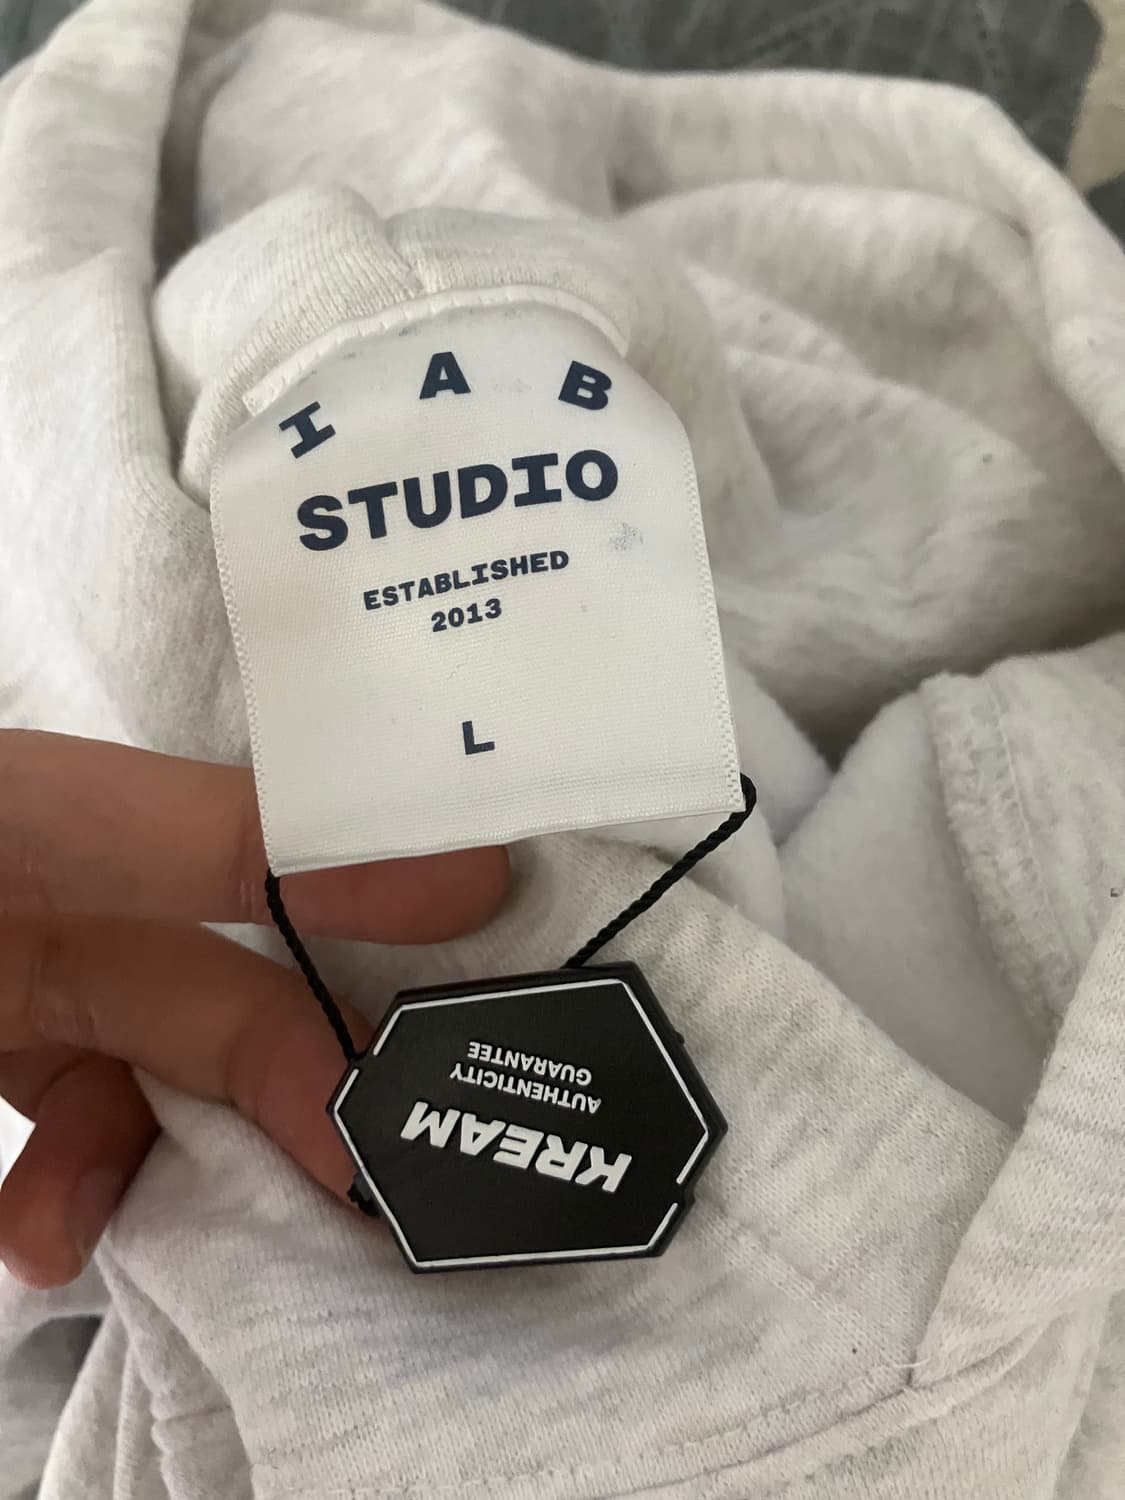 I A B
STUDIO
ESTABLISHED
2013
L
KREAM
AUTHENTICITY
GUARANTEE